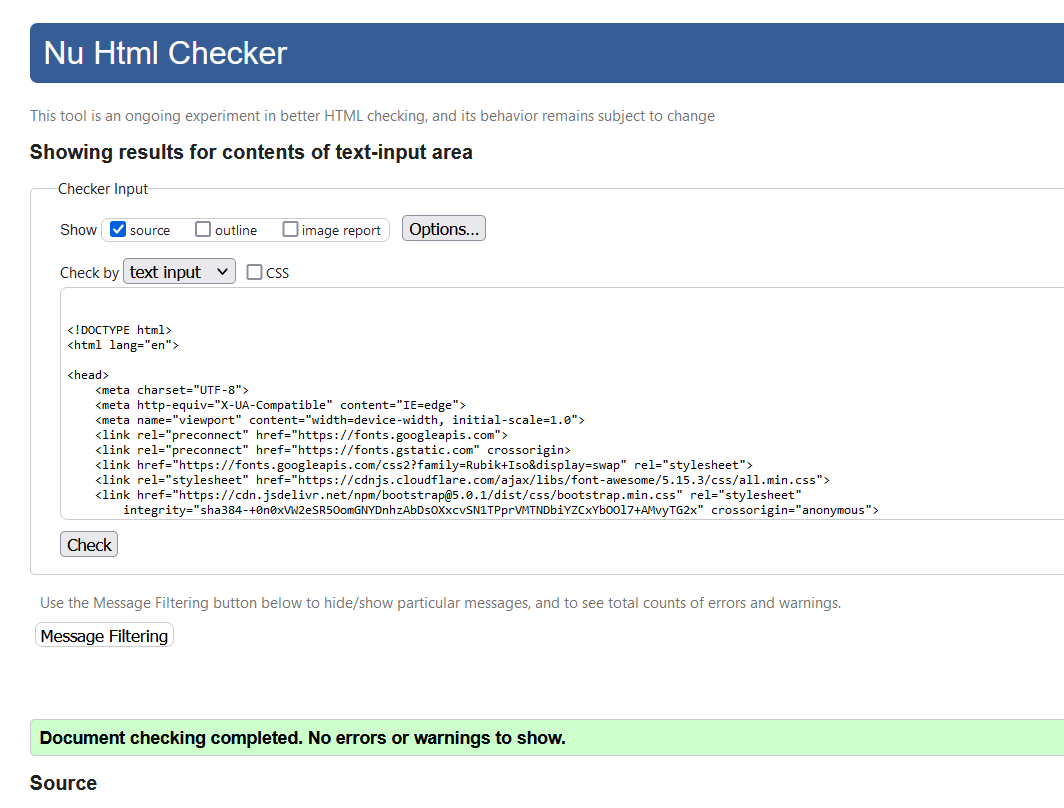 Nu Html Checker
This tool is an ongoing experiment in better HTML checking, and its behavior remains subject to change
Showing results for contents of text-input area
Checker Input
Show source outline image report Options...
Check by text input CSS
<!DOCTYPE html>
<html lang="en">
<head>
<meta charset="UTF-8">
<meta http-equiv="X-UA-Compatible" content="IE=edge">
<meta name="viewport" content="width=device-width, initial-scale=1.0">
<link rel="preconnect" href="https://fonts.googleapis.com">
<link rel="preconnect" href="https://fonts.gstatic.com" crossorigin>
<link href="https://fonts.googleapis.com/css2?family=Rubik+Iso&display=swap" rel="stylesheet">
<link rel="stylesheet" href="https://cdnjs.cloudflare.com/ajax/libs/font-awesome/5.15.3/css/all.min.css">
<link href="https://cdn.jsdelivr.net/npm/bootstrap@5.0.1/dist/css/bootstrap.min.css" rel="stylesheet"
integrity="sha384-+0n0xVW2eSR5OomGNYDnhzAbDsOXxcvSN1TPprVMTNDbiYZCxYbOOl7+AMvyTG2x" crossorigin="anonymous">
Check
Use the Message Filtering button below to hide/show particular messages, and to see total counts of errors and warnings.
Message Filtering
Document checking completed. No errors or warnings to show.
Source